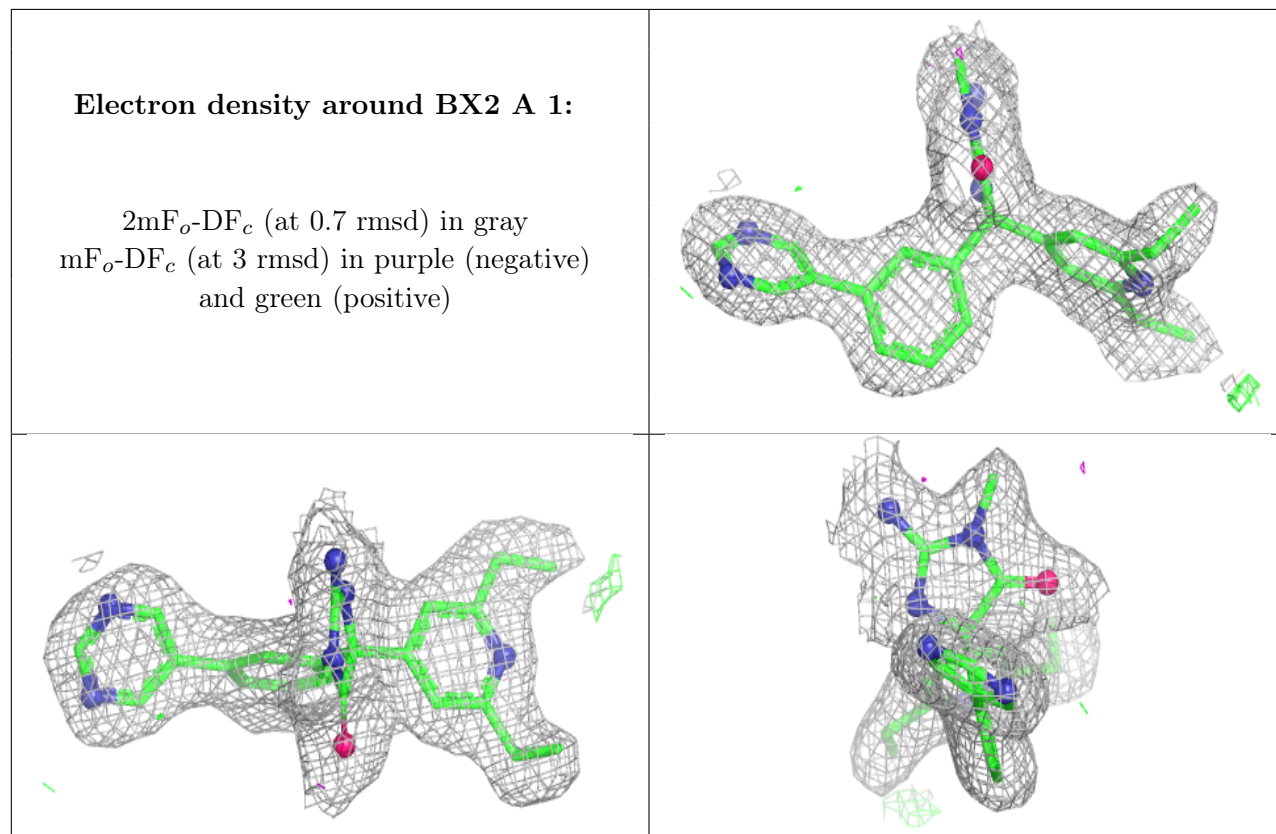 Electron density around BX2 A 1:
2mFₒ-DF𝒸 (at 0.7 rmsd) in gray
mFₒ-DF𝒸 (at 3 rmsd) in purple (negative)
and green (positive)